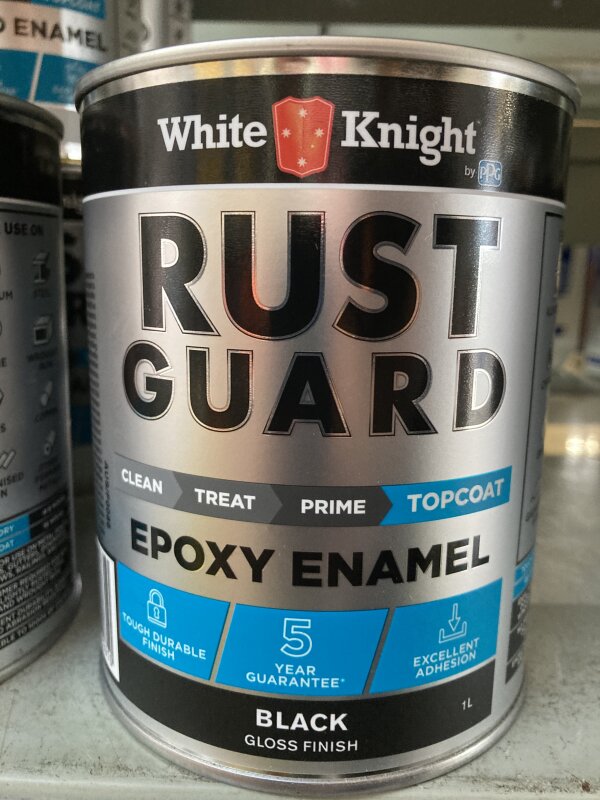 TOPCOAT
ENAMEL
USE ON
White Knight
by PPG
RUST
GUARD
CLEAN TREAT PRIME TOPCOAT
EPOXY ENAMEL
TOUGH DURABLE
FINISH
5
YEAR
GUARANTEE*
EXCELLENT
ADHESION
BLACK
GLOSS FINISH
1L